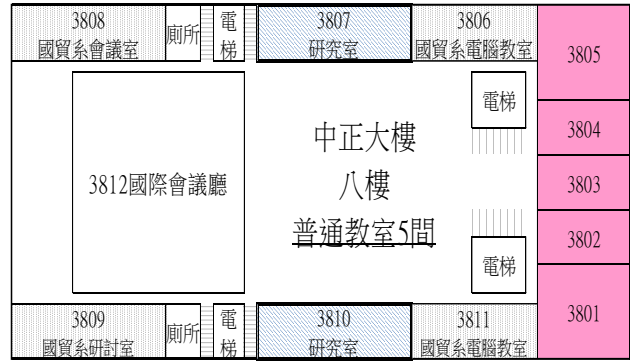 3808
國貿系會議室
廁所
電
梯
3807
研究室
3806
國貿系電腦教室
3805
電梯
3804
中正大樓
八樓
普通教室5間
3812國際會議廳
3803
3802
電梯
3801
3809
國貿系研討室
廁所
電
梯
3810
研究室
3811
國貿系電腦教室